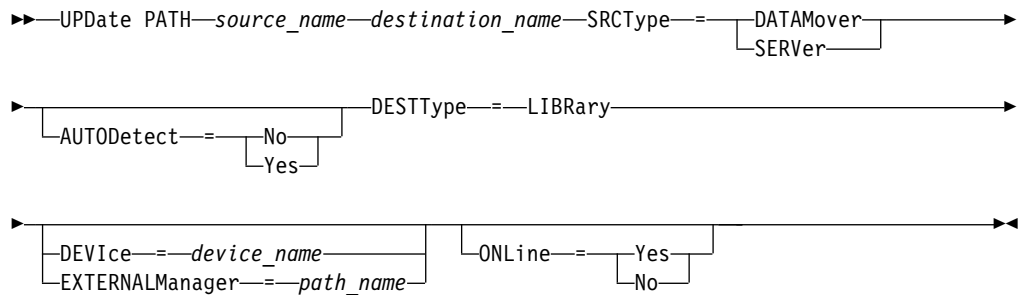 UPDate PATH source_name destination_name SRCType = DATAMover
SERVer
AUTODetect = No
Yes
DESTType = LIBRary
DEVIce = device_name
EXTERNALManager = path_name
ONLine = Yes
No